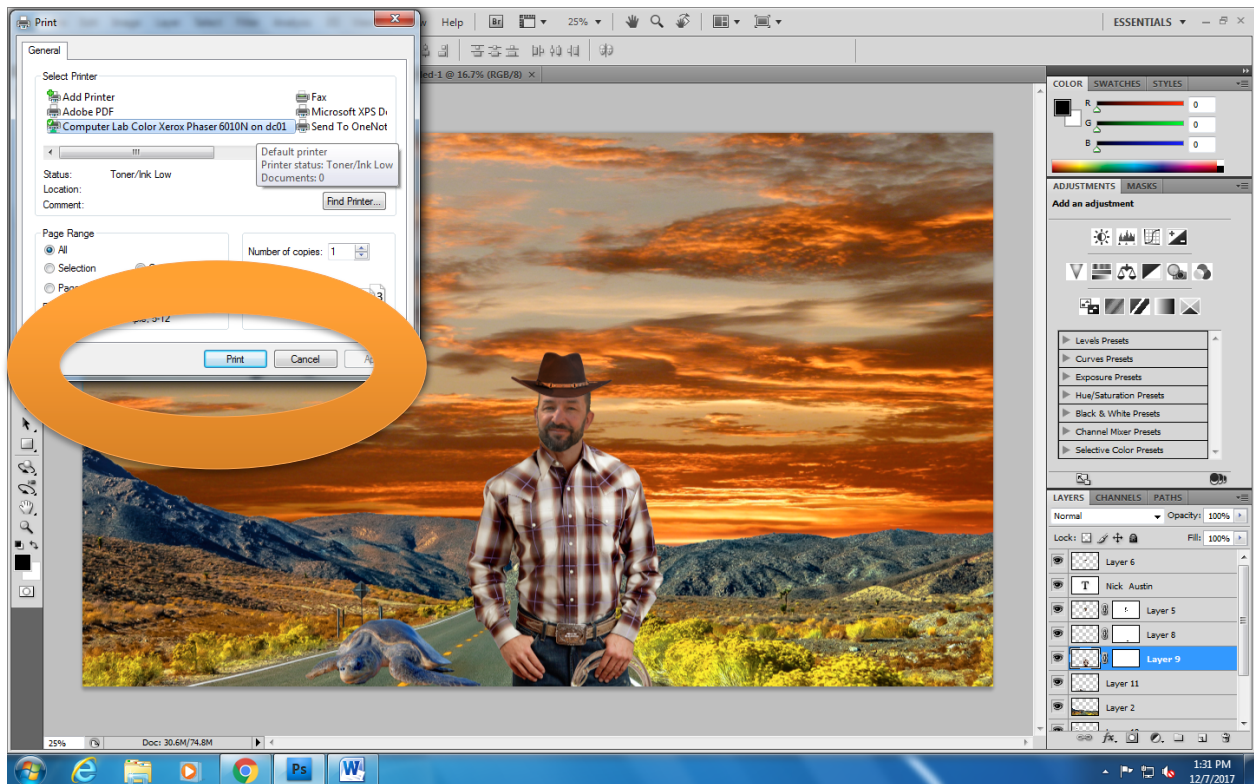 Print
Help
Br
25%
ESSENTIALS
General
Select Printer
Add Printer
Fax
Adobe PDF
Microsoft XPS
Computer Lab Color Xerox Phaser 6010N on dc01
Send To OneNot
Default printer
Printer status: Toner/Ink Low
Documents: 0
Status: Toner/Ink Low
Location:
Comment:
Find Printer...
Page Range
All
Selection
Number of copies: 1
3
5-12
Print
Cancel
ed-1 @ 16.7% (RGB/8) ×
COLOR SWATCHES STYLES
R 0
G 0
B 0
ADJUSTMENTS MASKS
Add an adjustment
Levels Presets
Curves Presets
Exposure Presets
Hue/Saturation Presets
Black & White Presets
Channel Mixer Presets
Selective Color Presets
LAYERS CHANNELS PATHS
Normal Opacity: 100%
Lock: Fill: 100%
Layer 6
T Nick Austin
Layer 5
Layer 8
Layer 9
Layer 11
Layer 2
fx.
25% Doc: 30.6M/74.8M
Ps
W
1:31 PM
12/7/2017